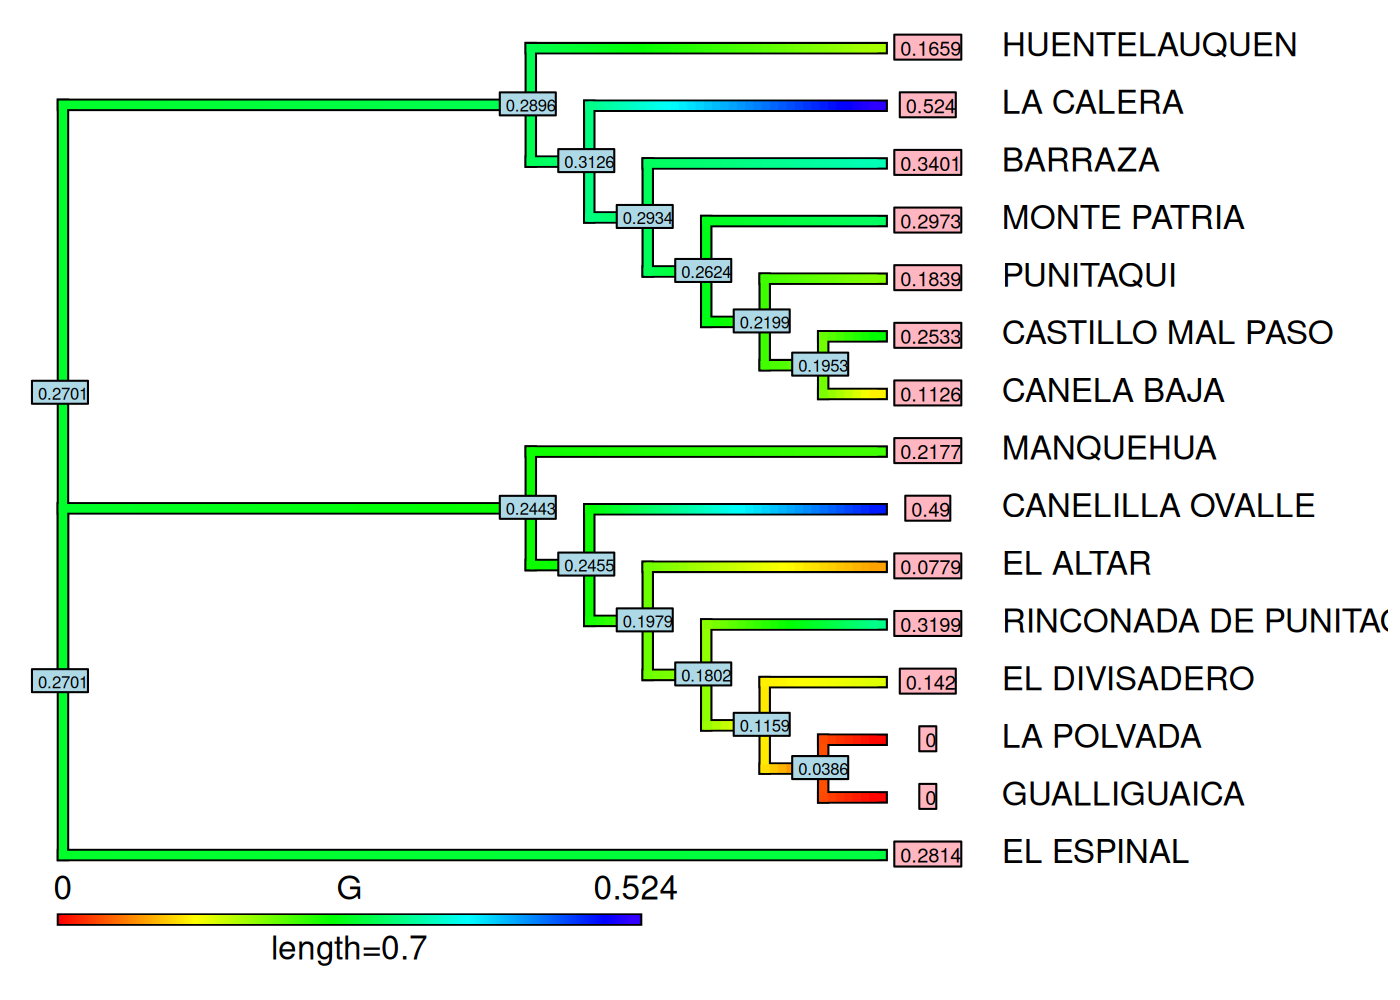 0.1659 HUENTELAUQUEN
0.2896
0.524 LA CALERA
0.3126
0.3401 BARRAZA
0.2934
0.2973 MONTE PATRIA
0.2624
0.1839 PUNITAQUI
0.2199
0.2533 CASTILLO MAL PASO
0.1953
0.1126 CANELA BAJA
0.2701
0.2177 MANQUEHUA
0.2443
0.49 CANELILLA OVALLE
0.2455
0.0779 EL ALTAR
0.1979
0.3199 RINCONADA DE PUNITAC
0.1802
0.142 EL DIVISADERO
0.2701
0.1159
0 LA POLVADA
0.0386
0 GUALLIGUAICA
0.2814 EL ESPINAL
0 G 0.524
length=0.7